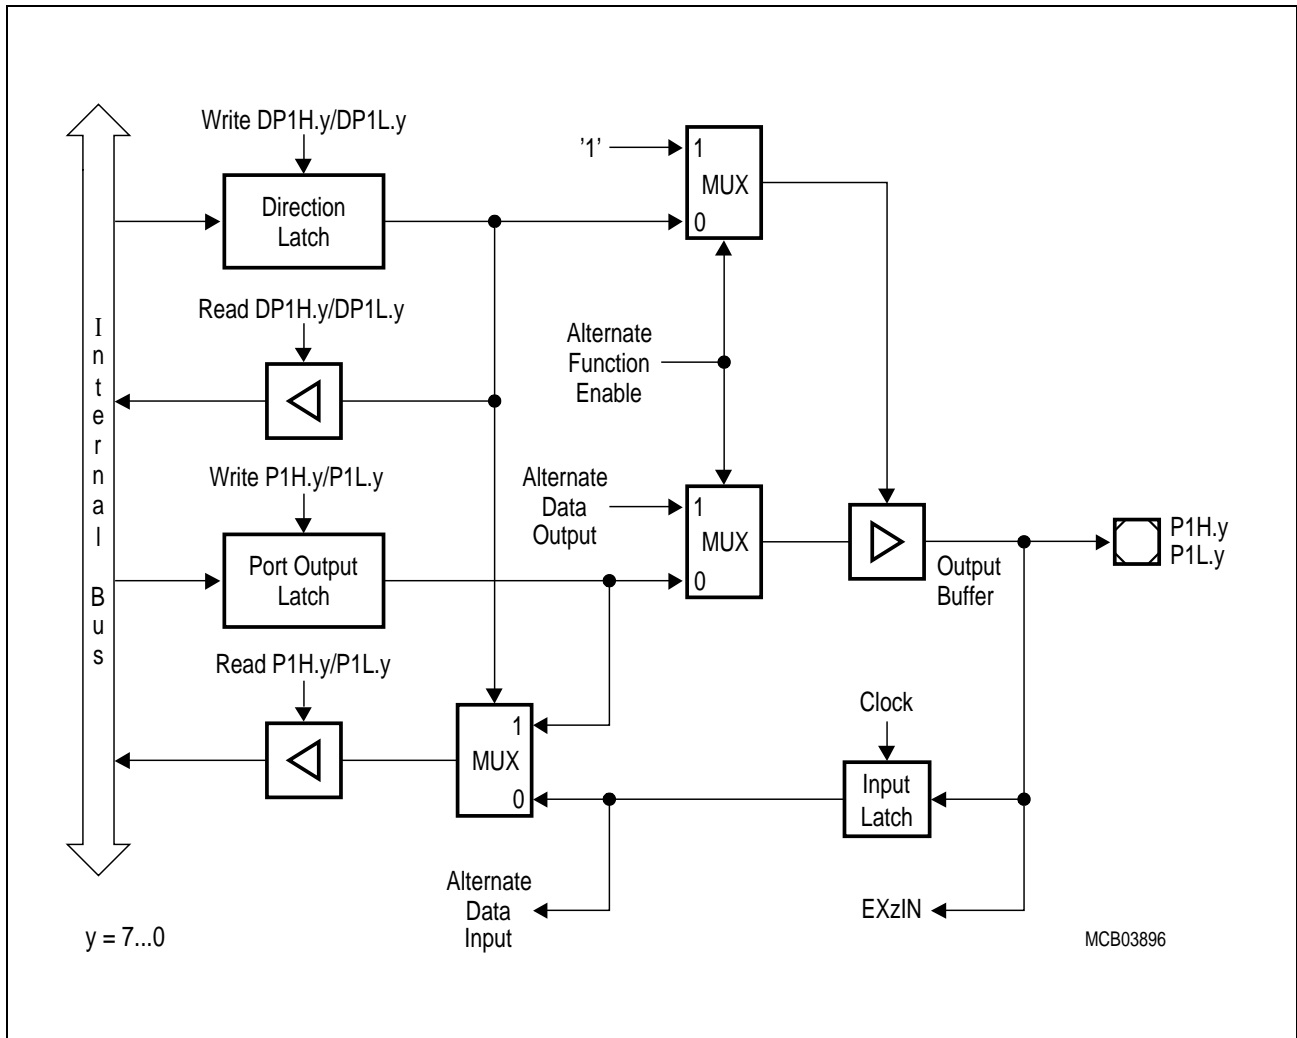 Write DP1H.y/DP1L.y
'1'
1
MUX
0
Direction
Latch
Read DP1H.y/DP1L.y
Internal Bus
Alternate
Function
Enable
Write P1H.y/P1L.y
Alternate
Data
Output
1
MUX
0
Port Output
Latch
Output
Buffer
P1H.y
P1L.y
Read P1H.y/P1L.y
1
MUX
0
Clock
Input
Latch
Alternate
Data
Input
EXzIN
y = 7...0
MCB03896